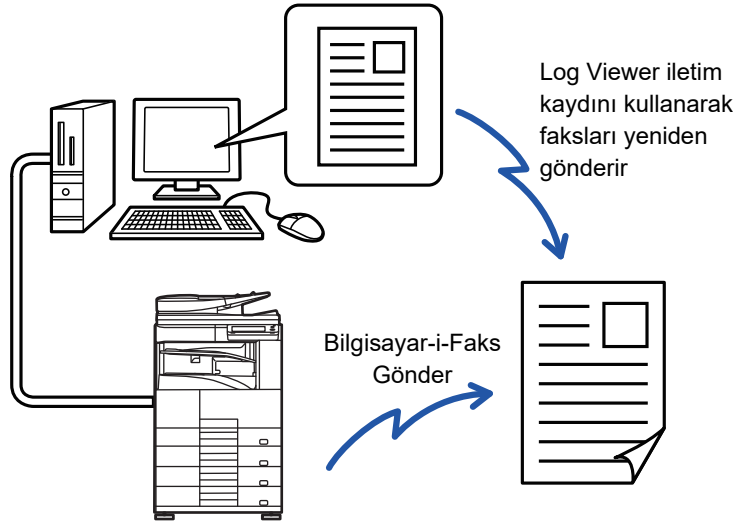 Log Viewer iletim
kaydını kullanarak
faksları yeniden
gönderir
Bilgisayar-i-Faks
Gönder